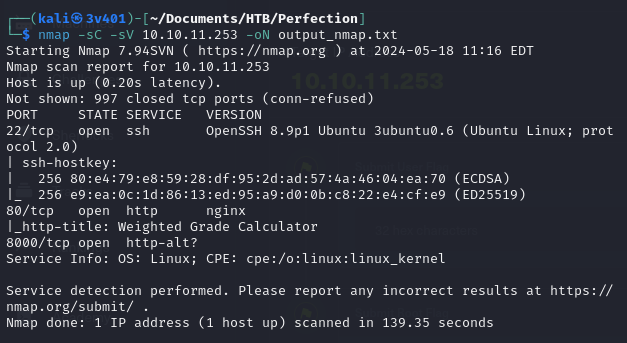 ┌──(kali㉿3v401)-[~/Documents/HTB/Perfection]
└─$ nmap -sC -sV 10.10.11.253 -oN output_nmap.txt
Starting Nmap 7.94SVN ( https://nmap.org ) at 2024-05-18 11:16 EDT
Nmap scan report for 10.10.11.253
Host is up (0.20s latency).
Not shown: 997 closed tcp ports (conn-refused)
PORT     STATE SERVICE   VERSION
22/tcp   open  ssh       OpenSSH 8.9p1 Ubuntu 3ubuntu0.6 (Ubuntu Linux; prot
ocol 2.0)
| ssh-hostkey:
|   256 80:e4:79:e8:59:28:df:95:2d:ad:57:4a:46:04:ea:70 (ECDSA)
|_  256 e9:ea:0c:1d:86:13:ed:95:a9:d0:0b:c8:22:e4:cf:e9 (ED25519)
80/tcp   open  http      nginx
|_http-title: Weighted Grade Calculator
8000/tcp open  http-alt?
Service Info: OS: Linux; CPE: cpe:/o:linux:linux_kernel

Service detection performed. Please report any incorrect results at https://
nmap.org/submit/ .
Nmap done: 1 IP address (1 host up) scanned in 139.35 seconds